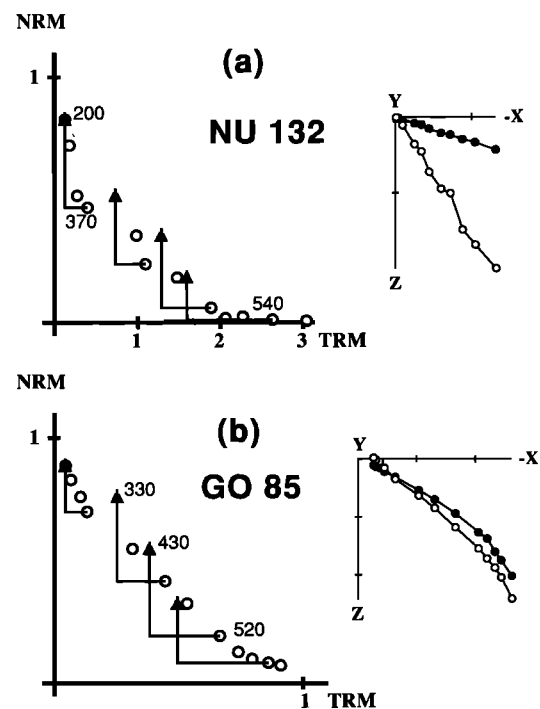 NRM
(a)
1
200
NU 132
Y
-X
370
540
Z
1 2 3 TRM
NRM
(b)
1
GO 85
Y
-X
330
430
520
Z
1 TRM